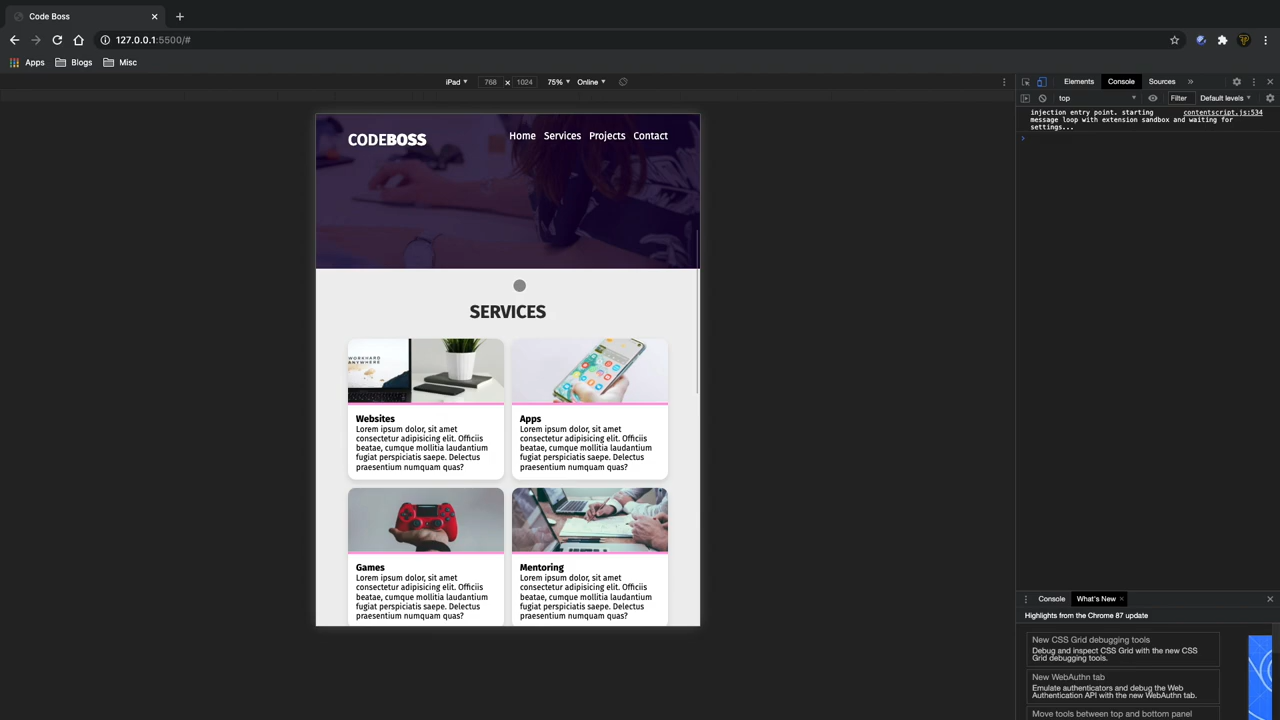 Code Boss
127.0.0.1:5500/#
Apps
Blogs
Misc
iPad
768
1024
75%
Online
Elements
Console
Sources
top
Filter
Default levels
injection entry point. starting
message loop with extension sandbox and waiting for
settings...
contentscript.js:534
CODEBOSS
Home
Services
Projects
Contact
SERVICES
WORKHARD
ANYWHERE
Websites
Lorem ipsum dolor, sit amet
consectetur adipisicing elit. Officiis
beatae, cumque mollitia laudantium
fugiat perspiciatis saepe. Delectus
praesentium numquam quas?
Apps
Lorem ipsum dolor, sit amet
consectetur adipisicing elit. Officiis
beatae, cumque mollitia laudantium
fugiat perspiciatis saepe. Delectus
praesentium numquam quas?
Games
Lorem ipsum dolor, sit amet
consectetur adipisicing elit. Officiis
beatae, cumque mollitia laudantium
fugiat perspiciatis saepe. Delectus
praesentium numquam quas?
Mentoring
Lorem ipsum dolor, sit amet
consectetur adipisicing elit. Officiis
beatae, cumque mollitia laudantium
fugiat perspiciatis saepe. Delectus
praesentium numquam quas?
Console
What's New
Highlights from the Chrome 87 update
New CSS Grid debugging tools
Debug and inspect CSS Grid with the new CSS
Grid debugging tools.
New WebAuthn tab
Emulate authenticators and debug the Web
Authentication API with the new WebAuthn tab.
Move tools between top and bottom panel